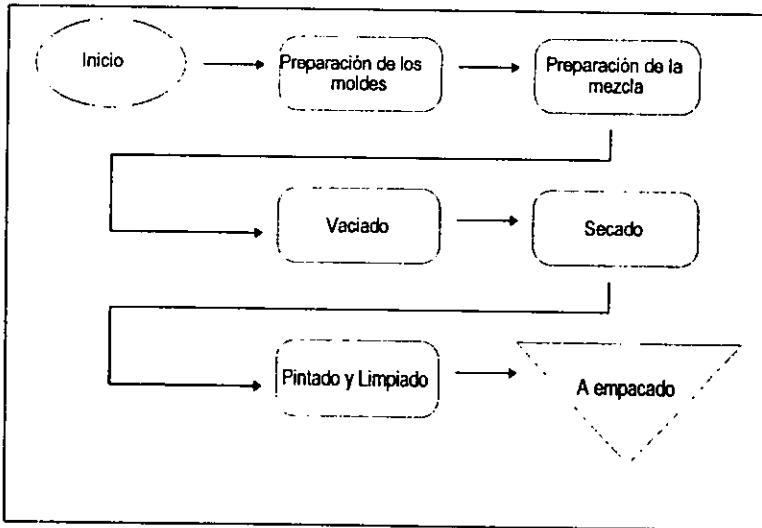 Inicio
Preparación de los
moldes
Preparación de la
mezcla
Vaciado
Secado
Pintado y Limpiado
A empacado